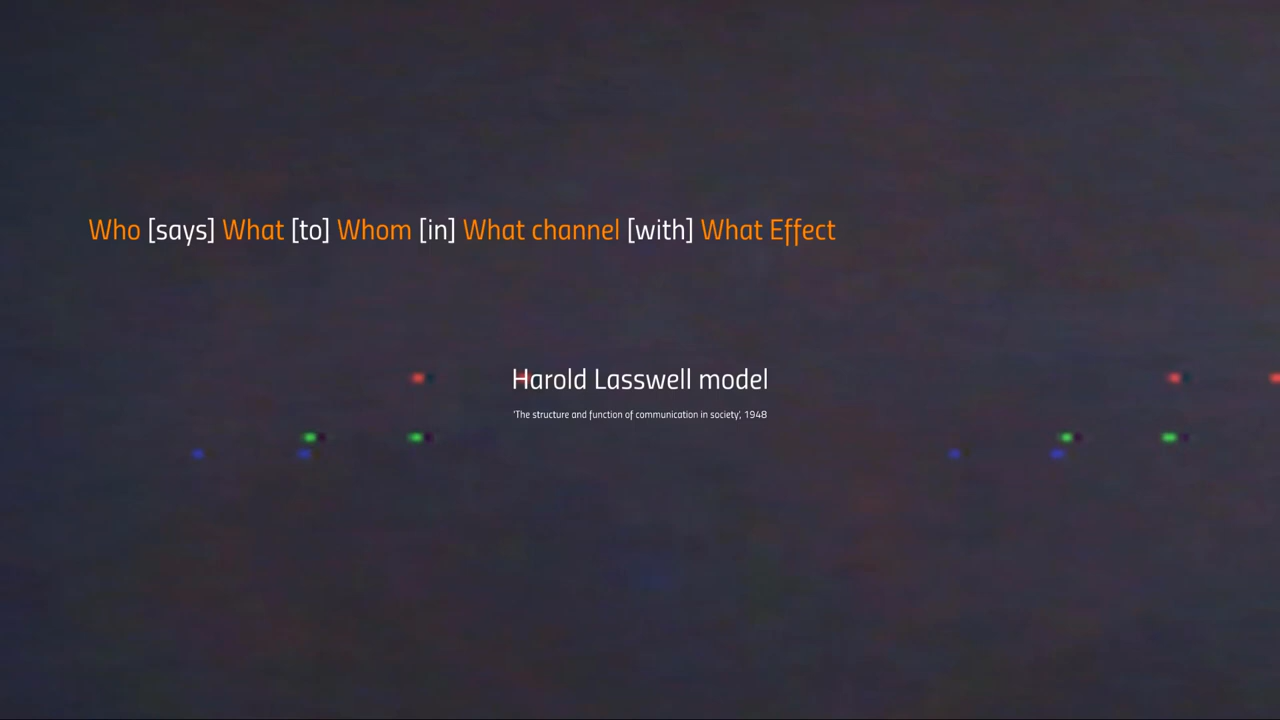 Who [says] What [to] Whom [in] What channel [with] What Effect
Harold Lasswell model
'The structure and function of communication in society', 1948